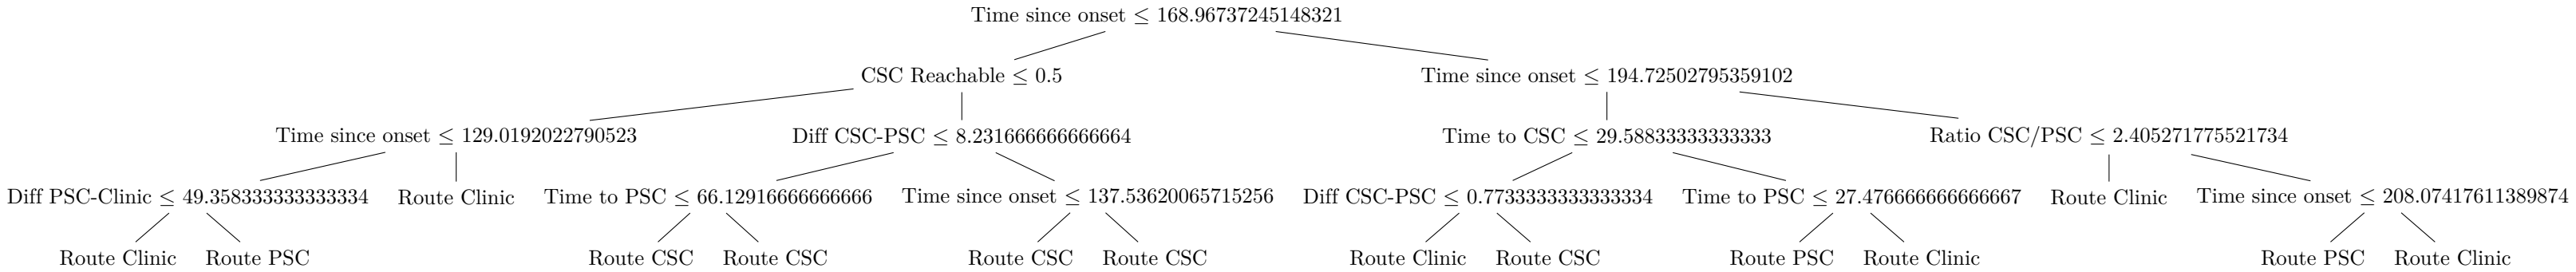 Time since onset ≤ 168.96737245148321
CSC Reachable ≤ 0.5
Time since onset ≤ 194.72502795359102
Time since onset ≤ 129.0192022790523
Diff CSC-PSC ≤ 8.231666666666664
Time to CSC ≤ 29.58833333333333
Ratio CSC/PSC ≤ 2.405271775521734
Diff PSC-Clinic ≤ 49.358333333333334
Route Clinic
Time to PSC ≤ 66.12916666666666
Time since onset ≤ 137.53620065715256
Diff CSC-PSC ≤ 0.7733333333333334
Time to PSC ≤ 27.476666666666667
Route Clinic
Time since onset ≤ 208.07417611389874
Route Clinic
Route PSC
Route CSC
Route CSC
Route CSC
Route CSC
Route Clinic
Route CSC
Route PSC
Route Clinic
Route PSC
Route Clinic